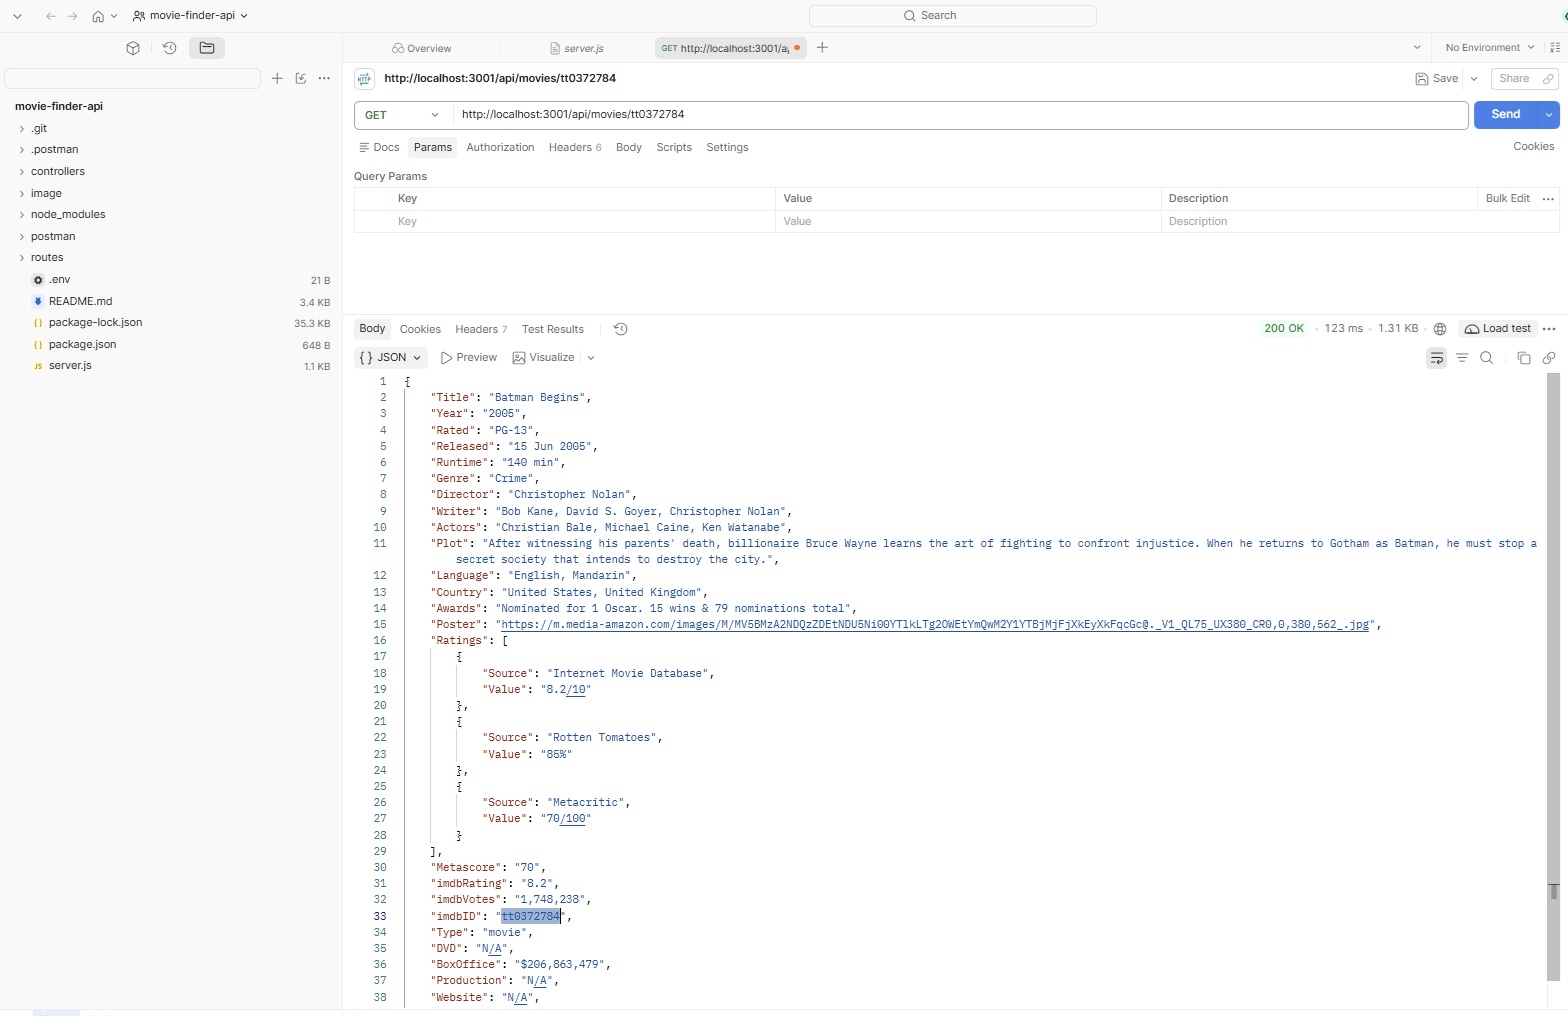 movie-finder-api
Search
Overview
server.js
GET http://localhost:3001/a
No Environment
http://localhost:3001/api/movies/tt0372784
Save
Share
movie-finder-api
GET
http://localhost:3001/api/movies/tt0372784
Send
.git
.postman
controllers
image
node_modules
postman
routes
.env 21 B
README.md 3.4 KB
package-lock.json 35.3 KB
package.json 648 B
server.js 1.1 KB
Docs Params Authorization Headers 6 Body Scripts Settings Cookies
Query Params
Key Value Description Bulk Edit
Key Value Description
Body Cookies Headers 7 Test Results 200 OK 123 ms 1.31 KB Load test
{ } JSON Preview Visualize
1 {
2 "Title": "Batman Begins",
3 "Year": "2005",
4 "Rated": "PG-13",
5 "Released": "15 Jun 2005",
6 "Runtime": "140 min",
7 "Genre": "Crime",
8 "Director": "Christopher Nolan",
9 "Writer": "Bob Kane, David S. Goyer, Christopher Nolan",
10 "Actors": "Christian Bale, Michael Caine, Ken Watanabe",
11 "Plot": "After witnessing his parents' death, billionaire Bruce Wayne learns the art of fighting to confront injustice. When he returns to Gotham as Batman, he must stop a
secret society that intends to destroy the city.",
12 "Language": "English, Mandarin",
13 "Country": "United States, United Kingdom",
14 "Awards": "Nominated for 1 Oscar. 15 wins & 79 nominations total",
15 "Poster": "https://m.media-amazon.com/images/M/MV5BMzA2NDQzZDEtNDU5Ni00YTlkLTg2OWEtYmQwM2Y1YTBjMjFjXkEyXkFqcGc@._V1_QL75_UX380_CR0,0,380,562_.jpg",
16 "Ratings": [
17 {
18 "Source": "Internet Movie Database",
19 "Value": "8.2/10"
20 },
21 {
22 "Source": "Rotten Tomatoes",
23 "Value": "85%"
24 },
25 {
26 "Source": "Metacritic",
27 "Value": "70/100"
28 }
29 ],
30 "Metascore": "70",
31 "imdbRating": "8.2",
32 "imdbVotes": "1,748,238",
33 "imdbID": "tt0372784",
34 "Type": "movie",
35 "DVD": "N/A",
36 "BoxOffice": "$206,863,479",
37 "Production": "N/A",
38 "Website": "N/A",